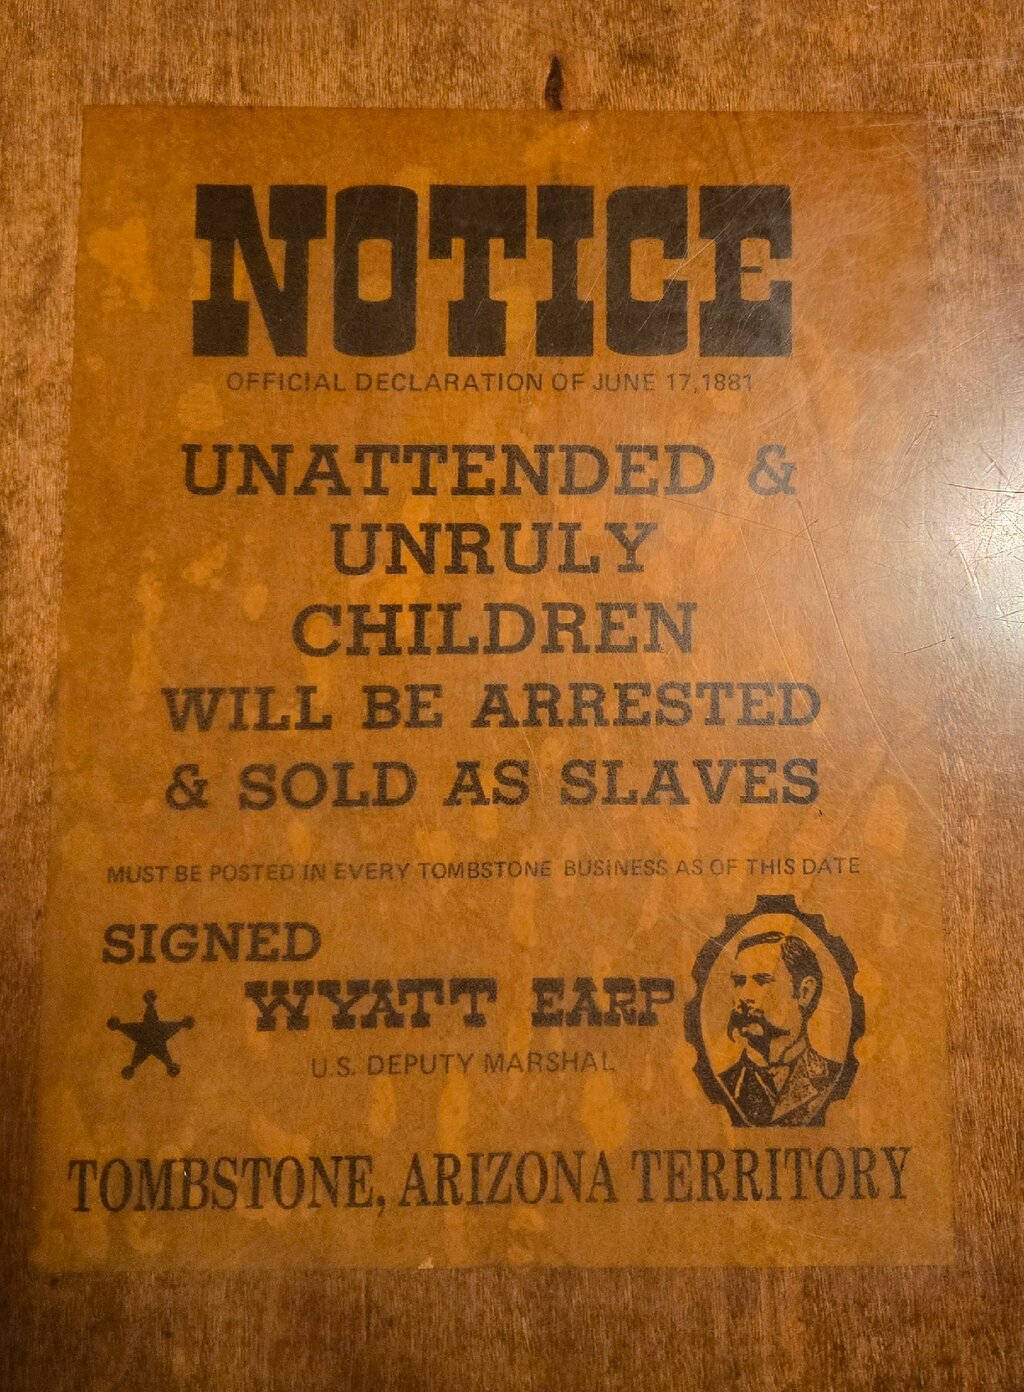 NOTICE
OFFICIAL DECLARATION OF JUNE 17,1881
UNATTENDED &
UNRULY
CHILDREN
WILL BE ARRESTED
& SOLD AS SLAVES
MUST BE POSTED IN EVERY TOMBSTONE BUSINESS AS OF THIS DATE
SIGNED
WYATT EARP
U.S. DEPUTY MARSHAL
TOMBSTONE, ARIZONA TERRITORY